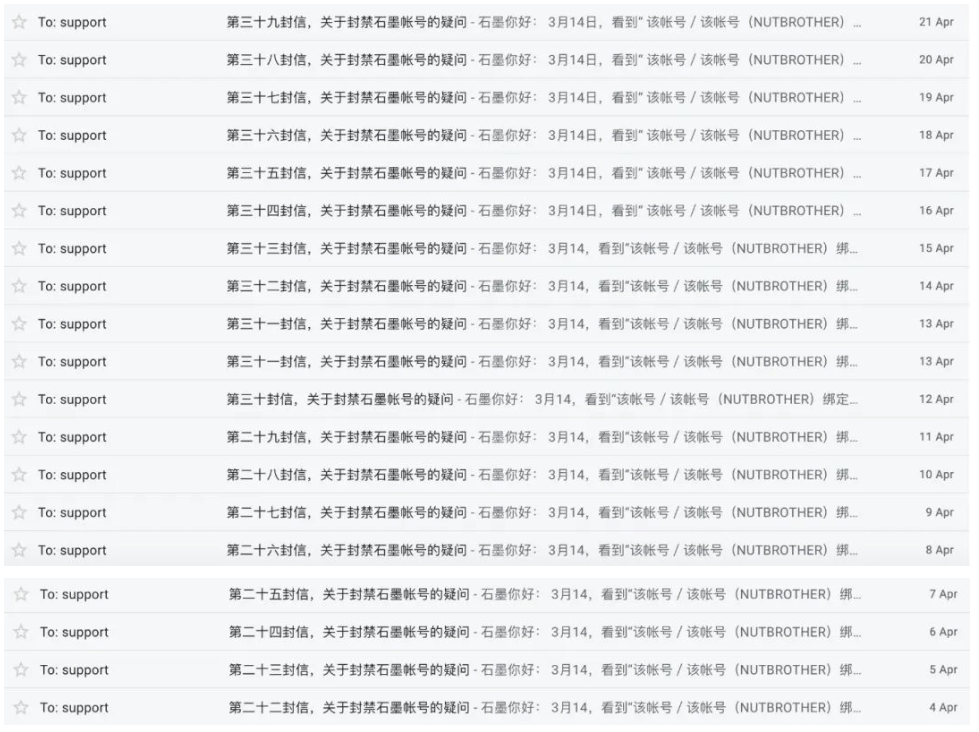 To: support 第三十九封信，关于封禁石墨帐号的疑问 - 石墨你好： 3月14日，看到“ 该帐号 / 该帐号（NUTBROTHER）... 21 Apr
To: support 第三十八封信，关于封禁石墨帐号的疑问 - 石墨你好： 3月14日，看到“ 该帐号 / 该帐号（NUTBROTHER）... 20 Apr
To: support 第三十七封信，关于封禁石墨帐号的疑问 - 石墨你好： 3月14日，看到“ 该帐号 / 该帐号（NUTBROTHER）... 19 Apr
To: support 第三十六封信，关于封禁石墨帐号的疑问 - 石墨你好： 3月14日，看到“ 该帐号 / 该帐号（NUTBROTHER）... 18 Apr
To: support 第三十五封信，关于封禁石墨帐号的疑问 - 石墨你好： 3月14日，看到“ 该帐号 / 该帐号（NUTBROTHER）... 17 Apr
To: support 第三十四封信，关于封禁石墨帐号的疑问 - 石墨你好： 3月14日，看到“ 该帐号 / 该帐号（NUTBROTHER）... 16 Apr
To: support 第三十三封信，关于封禁石墨帐号的疑问 - 石墨你好： 3月14，看到“该帐号 / 该帐号（NUTBROTHER）绑... 15 Apr
To: support 第三十二封信，关于封禁石墨帐号的疑问 - 石墨你好： 3月14，看到“该帐号 / 该帐号（NUTBROTHER）绑... 14 Apr
To: support 第三十一封信，关于封禁石墨帐号的疑问 - 石墨你好： 3月14，看到“该帐号 / 该帐号（NUTBROTHER）绑... 13 Apr
To: support 第三十一封信，关于封禁石墨帐号的疑问 - 石墨你好： 3月14，看到“该帐号 / 该帐号（NUTBROTHER）绑... 13 Apr
To: support 第三十封信，关于封禁石墨帐号的疑问 - 石墨你好： 3月14，看到“该帐号 / 该帐号（NUTBROTHER）绑定... 12 Apr
To: support 第二十九封信，关于封禁石墨帐号的疑问 - 石墨你好： 3月14，看到“该帐号 / 该帐号（NUTBROTHER）绑... 11 Apr
To: support 第二十八封信，关于封禁石墨帐号的疑问 - 石墨你好： 3月14，看到“该帐号 / 该帐号（NUTBROTHER）绑... 10 Apr
To: support 第二十七封信，关于封禁石墨帐号的疑问 - 石墨你好： 3月14，看到“该帐号 / 该帐号（NUTBROTHER）绑... 9 Apr
To: support 第二十六封信，关于封禁石墨帐号的疑问 - 石墨你好： 3月14，看到“该帐号 / 该帐号（NUTBROTHER）绑... 8 Apr
To: support 第二十五封信，关于封禁石墨帐号的疑问 - 石墨你好： 3月14，看到“该帐号 / 该帐号（NUTBROTHER）绑... 7 Apr
To: support 第二十四封信，关于封禁石墨帐号的疑问 - 石墨你好： 3月14，看到“该帐号 / 该帐号（NUTBROTHER）绑... 6 Apr
To: support 第二十三封信，关于封禁石墨帐号的疑问 - 石墨你好： 3月14，看到“该帐号 / 该帐号（NUTBROTHER）绑... 5 Apr
To: support 第二十二封信，关于封禁石墨帐号的疑问 - 石墨你好： 3月14，看到“该帐号 / 该帐号（NUTBROTHER）绑... 4 Apr